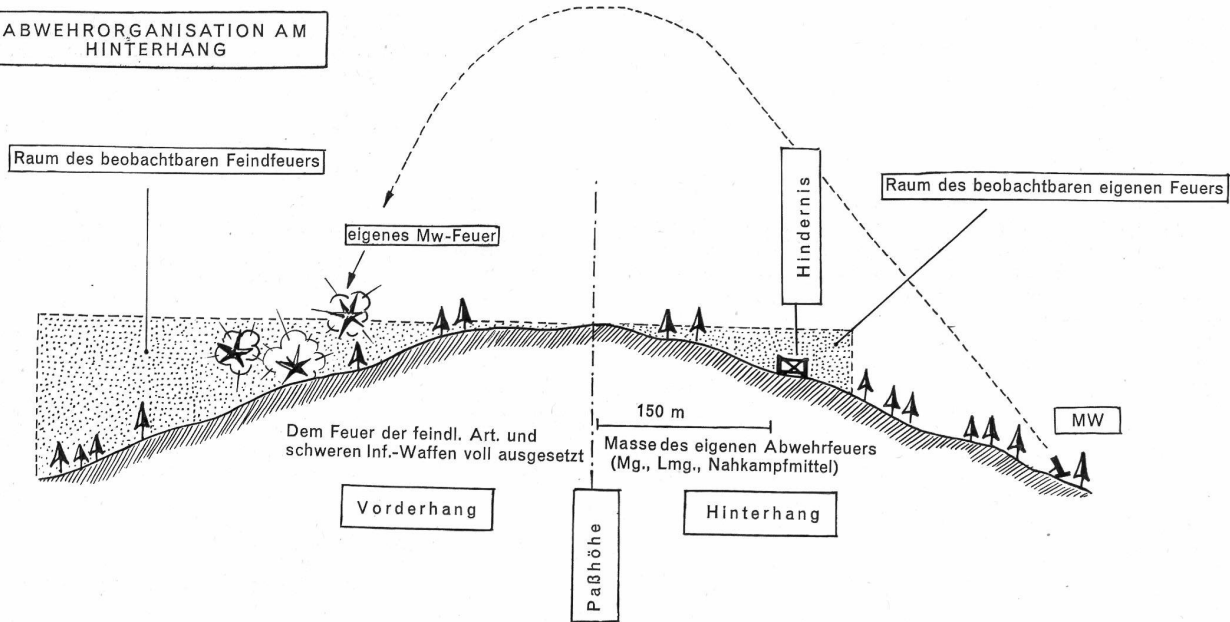 ABWEHRORGANISATION AM
HINTERHANG
Raum des beobachtbaren Feindfeuers
eigenes Mw-Feuer
Hindernis
Raum des beobachtbaren eigenen Feuers
150 m
MW
Dem Feuer der feindl. Art. und
schweren Inf.-Waffen voll ausgesetzt
Masse des eigenen Abwehrfeuers
(Mg., Lmg., Nahkampfmittel)
Vorderhang
Paßhöhe
Hinterhang